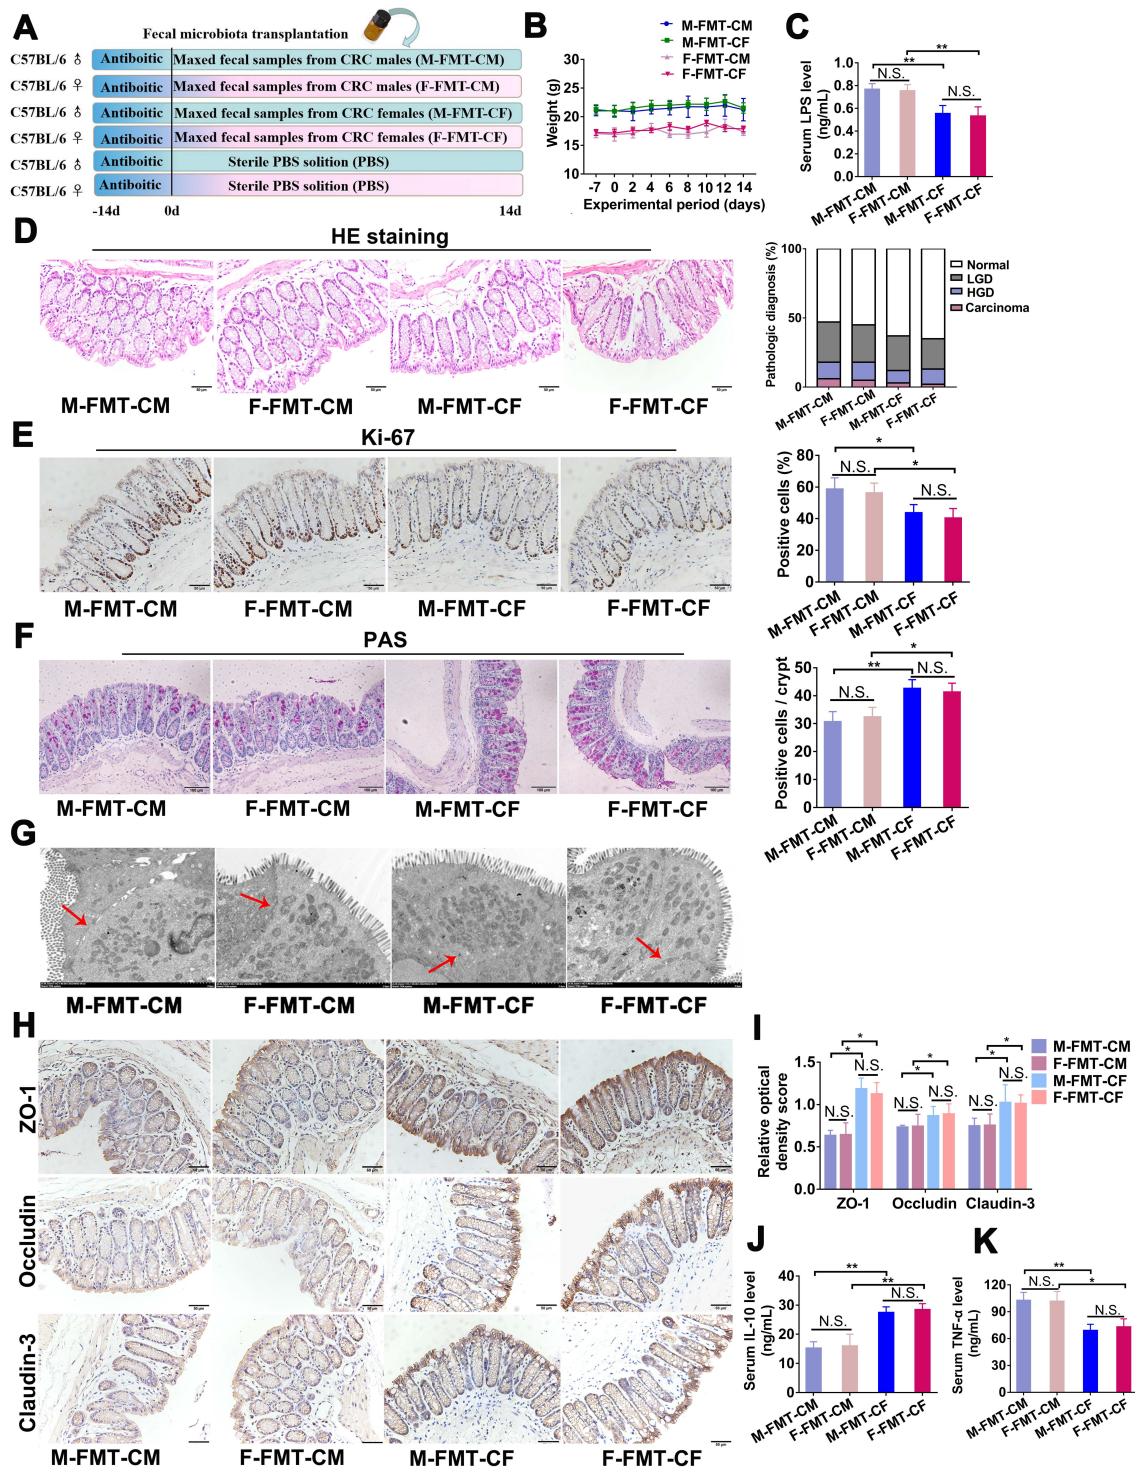 A
Fecal microbiota transplantation
C57BL/6 ♂ Antiboitic Maxed fecal samples from CRC males (M-FMT-CM)
C57BL/6 ♀ Antiboitic Maxed fecal samples from CRC males (F-FMT-CM)
C57BL/6 ♂ Antiboitic Maxed fecal samples from CRC females (M-FMT-CF)
C57BL/6 ♀ Antiboitic Maxed fecal samples from CRC females (F-FMT-CF)
C57BL/6 ♂ Antiboitic Sterile PBS solition (PBS)
C57BL/6 ♀ Antiboitic Sterile PBS solition (PBS)
-14d 0d 14d
B
M-FMT-CM
M-FMT-CF
F-FMT-CM
F-FMT-CF
Weight (g)
30
25
20
15
10
-7 0 2 4 6 8 10 12 14
Experimental period (days)
C
Serum LPS level
(ng/mL)
1.0
0.8
0.6
0.4
0.2
0.0
**
**
N.S.
N.S.
M-FMT-CM
F-FMT-CM
M-FMT-CF
F-FMT-CF
D
HE staining
M-FMT-CM F-FMT-CM M-FMT-CF F-FMT-CF
Pathologic diagnosis (%)
100
50
0
Normal
LGD
HGD
Carcinoma
M-FMT-CM
F-FMT-CM
M-FMT-CF
F-FMT-CF
E
Ki-67
M-FMT-CM F-FMT-CM M-FMT-CF F-FMT-CF
Positive cells (%)
80
60
40
20
0
*
*
N.S.
N.S.
M-FMT-CM
F-FMT-CM
M-FMT-CF
F-FMT-CF
F
PAS
M-FMT-CM F-FMT-CM M-FMT-CF F-FMT-CF
Positive cells / crypt
50
40
30
20
10
0
*
**
N.S.
N.S.
M-FMT-CM
F-FMT-CM
M-FMT-CF
F-FMT-CF
G
M-FMT-CM F-FMT-CM M-FMT-CF F-FMT-CF
H
ZO-1
Occludin
Claudin-3
M-FMT-CM F-FMT-CM M-FMT-CF F-FMT-CF
I
Relative optical
density score
1.5
1.0
0.5
0.0
*
*
N.S.
N.S.
*
*
N.S.
N.S.
*
*
N.S.
N.S.
ZO-1 Occludin Claudin-3
M-FMT-CM
F-FMT-CM
M-FMT-CF
F-FMT-CF
J
Serum IL-10 level
(ng/mL)
40
30
20
10
0
**
**
N.S.
N.S.
M-FMT-CM
F-FMT-CM
M-FMT-CF
F-FMT-CF
K
Serum TNF-α level
(ng/mL)
120
90
60
30
0
**
*
N.S.
N.S.
M-FMT-CM
F-FMT-CM
M-FMT-CF
F-FMT-CF